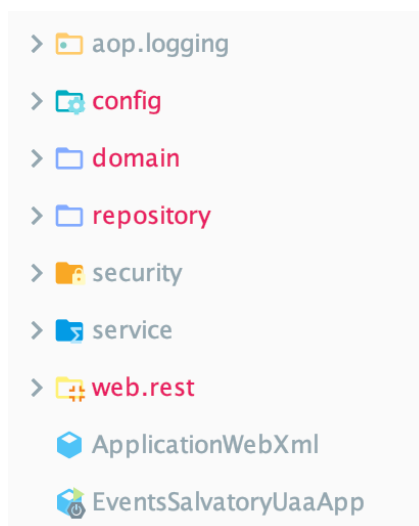 aop.logging
config
domain
repository
security
service
web.rest
ApplicationWebXml
EventsSalvatoryUaaApp